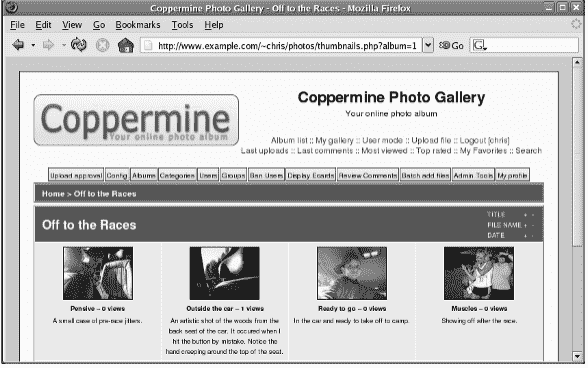 Coppermine Photo Gallery - Off to the Races - Mozilla Firefox
File Edit View Go Bookmarks Tools Help
http://www.example.com/~chris/photos/thumbnails.php?album=1 Go G
Coppermine
Your online photo album
Coppermine Photo Gallery
Your online photo album
Album list :: My gallery :: User mode :: Upload file :: Logout [chris]
Last uploads :: Last comments :: Most viewed :: Top rated :: My Favorites :: Search
Upload approval Config Albums Categories Users Groups Ban Users Display Ecards Review Comments Batch add files Admin Tools My profile
Home > Off to the Races
Off to the Races
TITLE + -
FILE NAME + -
DATE + -
Pensive – 0 views
A small case of pre-race jitters.
Outside the car – 1 views
An artistic shot of the woods from the
back seat of the car. It occured when I
hit the button by mistake. Notice the
hand creeping around the top of the seat.
Ready to go – 0 views
In the car and ready to take off to camp.
Muscles – 0 views
Showing off after the race.